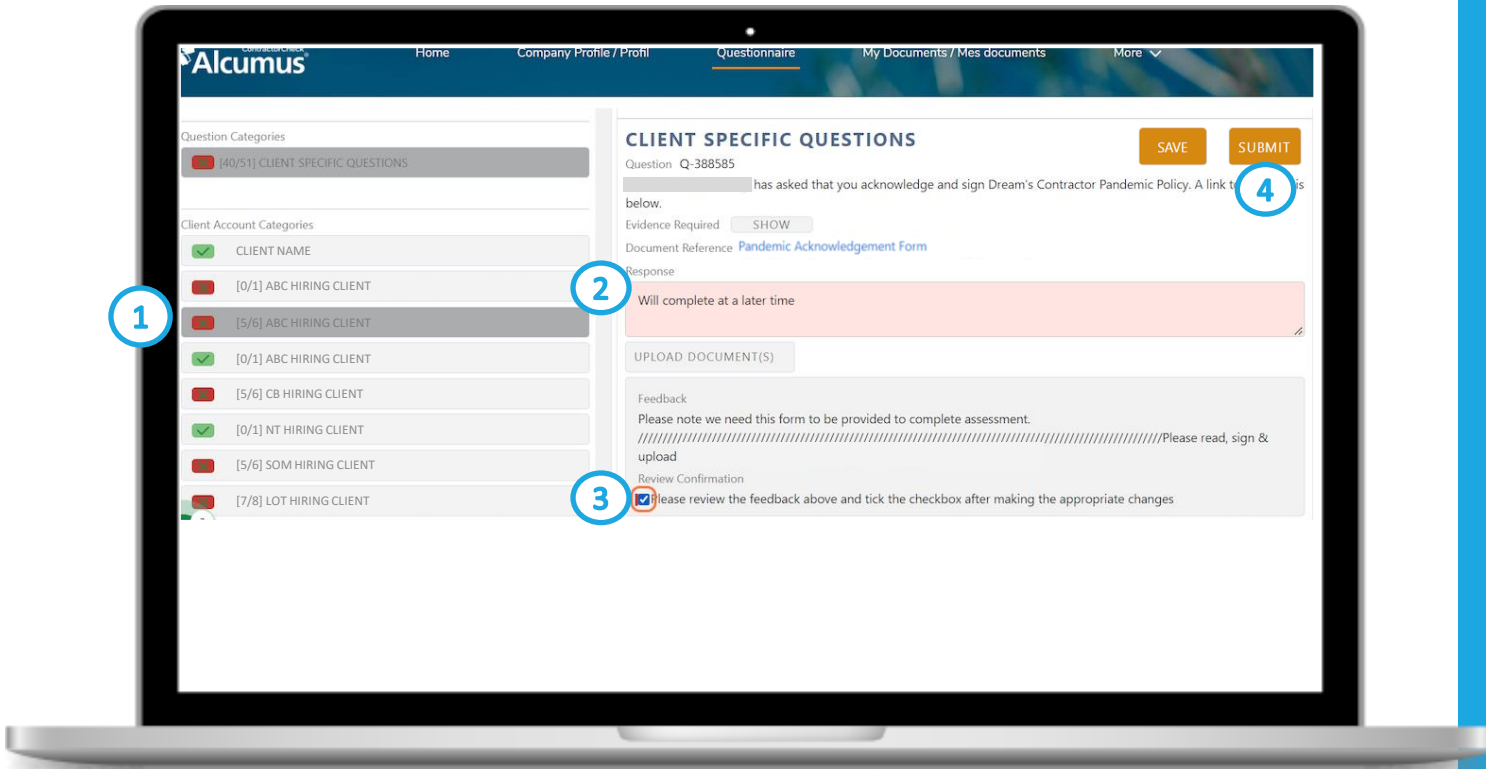 ContractorCheck
Alcumus
Home Company Profile / Profil Questionnaire My Documents / Mes documents More
Question Categories
[40/51] CLIENT SPECIFIC QUESTIONS
Client Account Categories
CLIENT NAME
[0/1] ABC HIRING CLIENT
1
[5/6] ABC HIRING CLIENT
[0/1] ABC HIRING CLIENT
[5/6] CB HIRING CLIENT
[0/1] NT HIRING CLIENT
[5/6] SOM HIRING CLIENT
[7/8] LOT HIRING CLIENT
CLIENT SPECIFIC QUESTIONS
SAVE SUBMIT
4
Question Q-388585
has asked that you acknowledge and sign Dream's Contractor Pandemic Policy. A link is
below.
Evidence Required SHOW
Document Reference Pandemic Acknowledgement Form
Response
2
Will complete at a later time
UPLOAD DOCUMENT(S)
Feedback
Please note we need this form to be provided to complete assessment.
///////////////////////////////////////////////////////////////////////////////////////////////Please read, sign &
upload
Review Confirmation
3
Please review the feedback above and tick the checkbox after making the appropriate changes